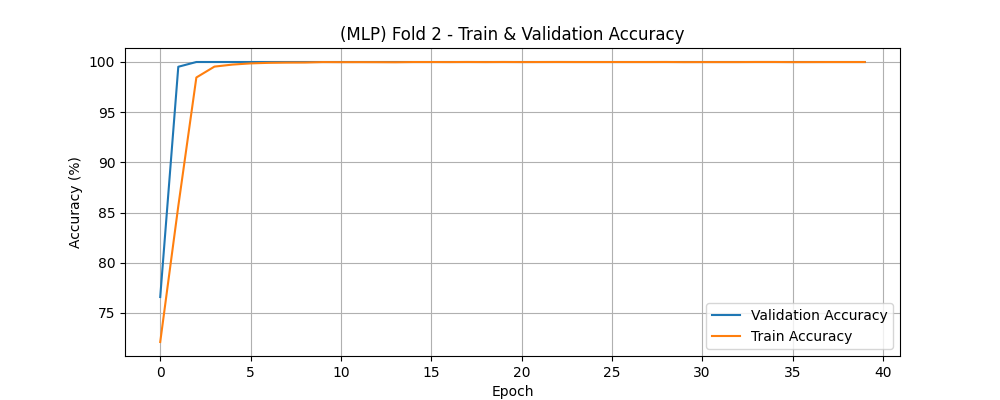 (MLP) Fold 2 - Train & Validation Accuracy
100
95
90
85
80
75
Accuracy (%)
0 5 10 15 20 25 30 35 40
Epoch
Validation Accuracy
Train Accuracy